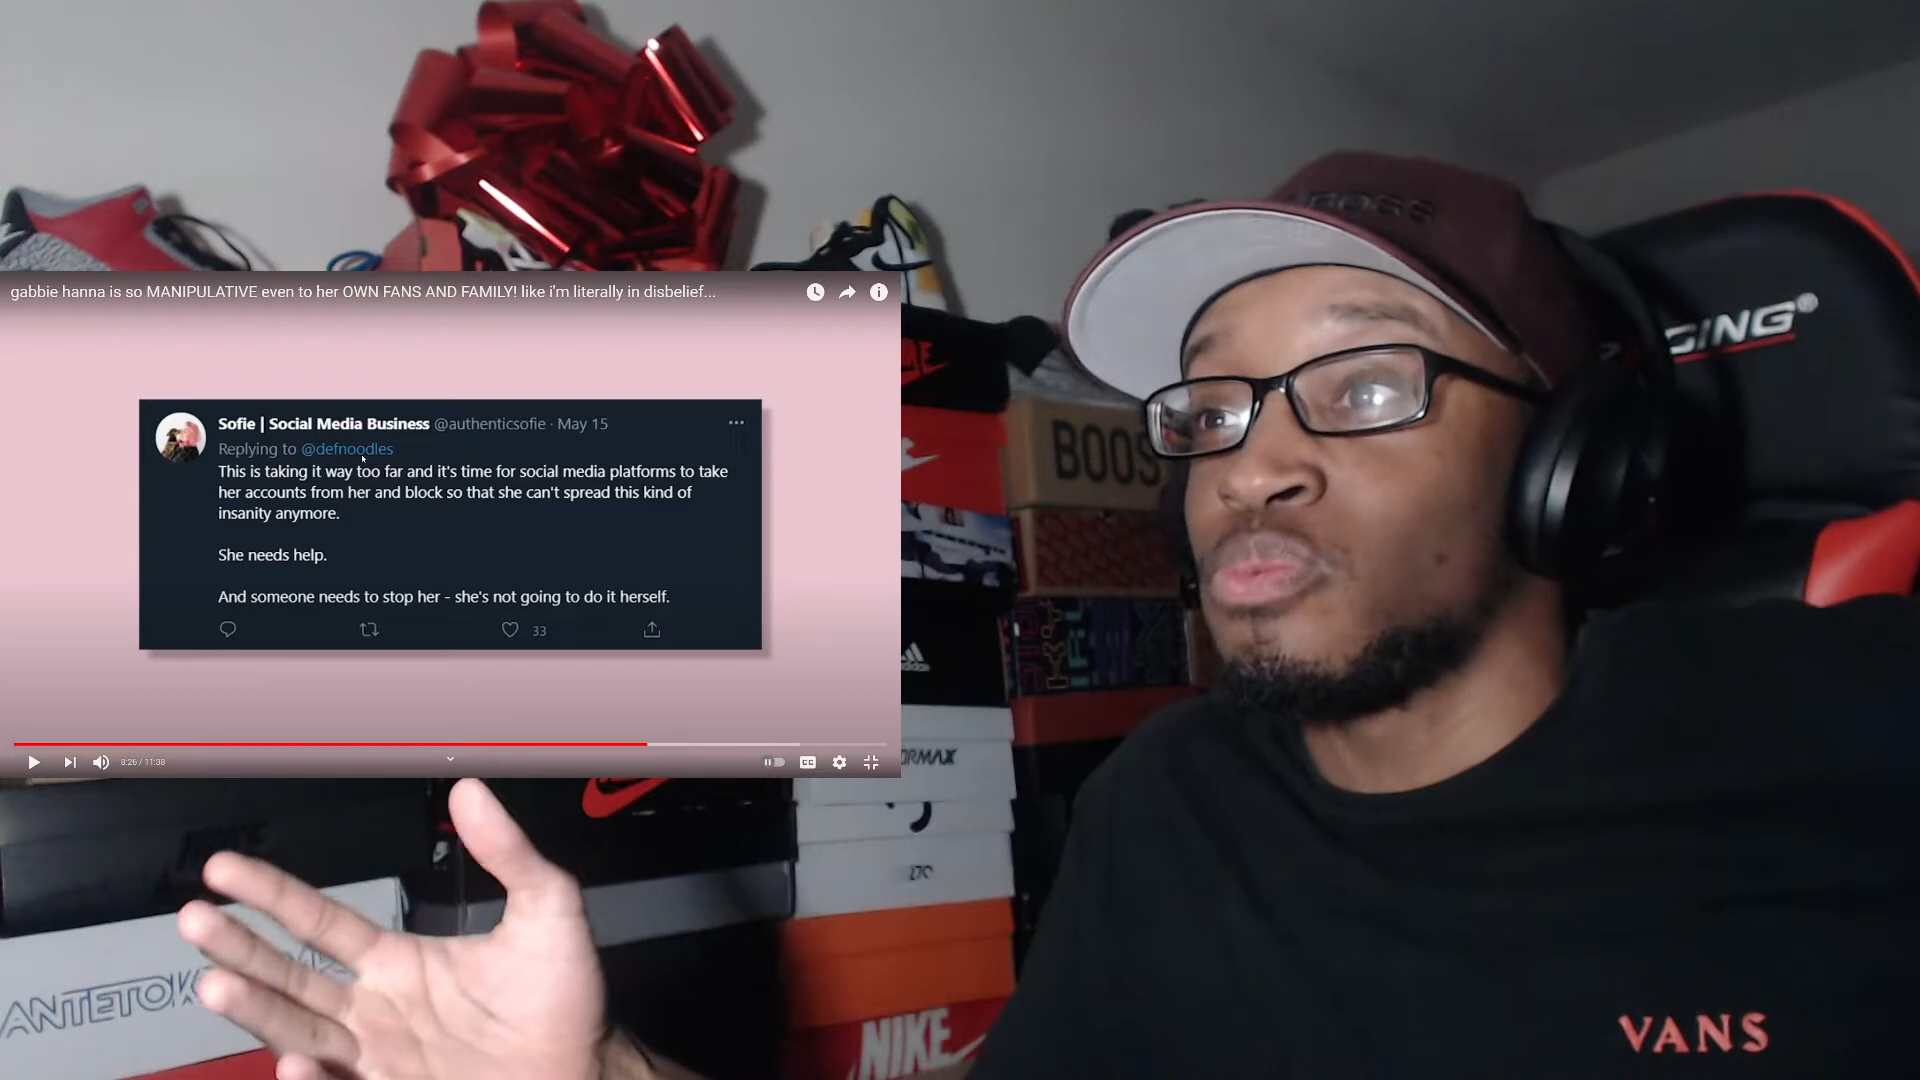 BOSS
gabbie hanna is so MANIPULATIVE even to her OWN FANS AND FAMILY! like i'm literally in disbelief...
Sofie | Social Media Business @authenticsofie · May 15
Replying to @defnoodles
This is taking it way too far and it's time for social media platforms to take
her accounts from her and block so that she can't spread this kind of
insanity anymore.
She needs help.
And someone needs to stop her - she's not going to do it herself.
33
8:26 / 11:38
CC
BOOS
NIKE
270
NIKE
VANS